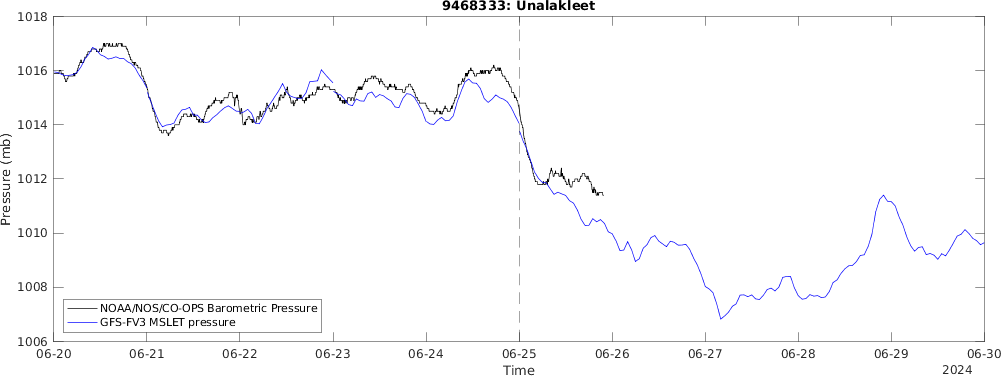 9468333: Unalakleet
1018
1016
1014
1012
1010
1008
1006
Pressure (mb)
NOAA/NOS/CO-OPS Barometric Pressure
GFS-FV3 MSLET pressure
06-20 06-21 06-22 06-23 06-24 06-25 06-26 06-27 06-28 06-29 06-30
Time
2024